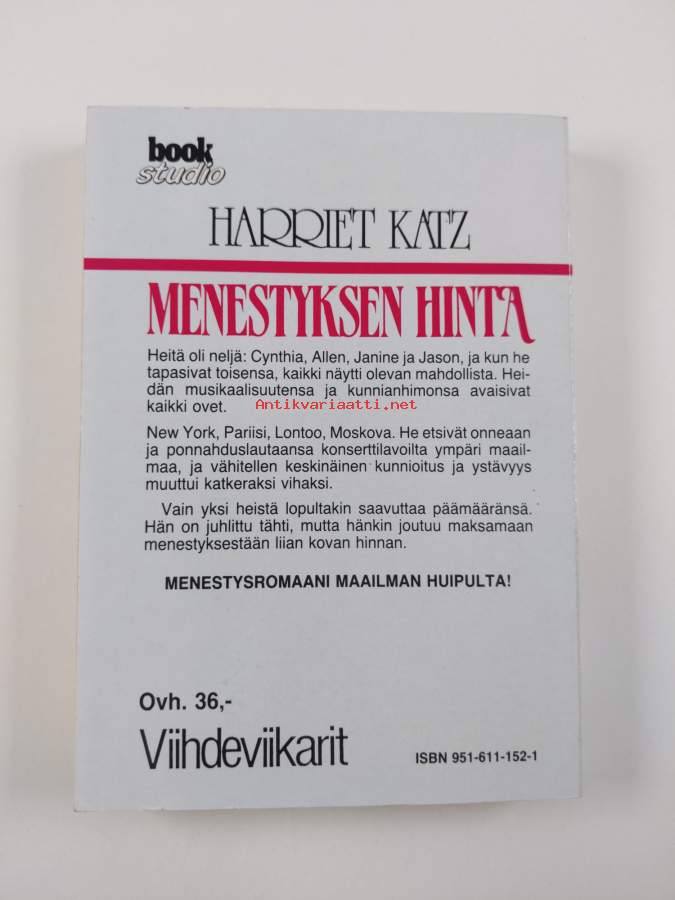 book
studio
HARRIET KATZ
MENESTYKSEN HINTA
Heitä oli neljä: Cynthia, Allen, Janine ja Jason, ja kun he
tapasivat toisensa, kaikki näytti olevan mahdollista. Hei-
dän musikaalisuutensa ja kunnianhimonsa avaisivat
kaikki ovet.
Antikvariaatti.net
New York, Pariisi, Lontoo, Moskova. He etsivät onneaan
ja ponnahduslautaansa konserttilavoilta ympäri maail-
maa, ja vähitellen keskinäinen kunnioitus ja ystävyys
muuttui katkeraksi vihaksi.
Vain yksi heistä lopultakin saavuttaa päämääränsä.
Hän on juhlittu tähti, mutta hänkin joutuu maksamaan
menestyksestään liian kovan hinnan.
MENESTYSROMAANI MAAILMAN HUIPULTA!
Ovh. 36,-
Viihdeviikarit
ISBN 951-611-152-1